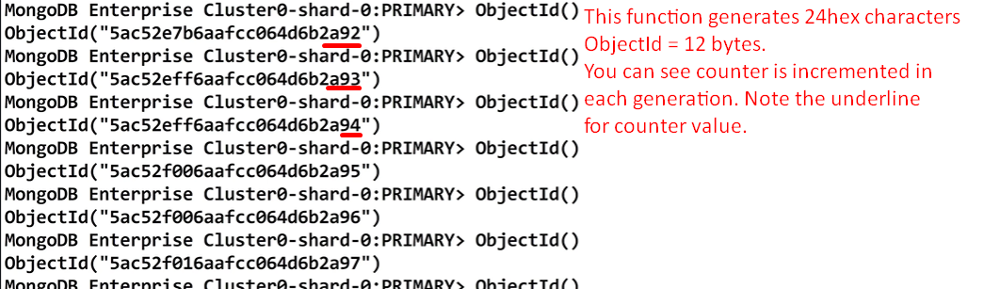 MongoDB Enterprise Cluster0-shard-0:PRIMARY> ObjectId()
ObjectId("5ac52e7b6aafcc064d6b2a92")
MongoDB Enterprise Cluster0-shard-0:PRIMARY> ObjectId()
ObjectId("5ac52eff6aafcc064d6b2a93")
MongoDB Enterprise Cluster0-shard-0:PRIMARY> ObjectId()
ObjectId("5ac52eff6aafcc064d6b2a94")
MongoDB Enterprise Cluster0-shard-0:PRIMARY> ObjectId()
ObjectId("5ac52f006aafcc064d6b2a95")
MongoDB Enterprise Cluster0-shard-0:PRIMARY> ObjectId()
ObjectId("5ac52f006aafcc064d6b2a96")
MongoDB Enterprise Cluster0-shard-0:PRIMARY> ObjectId()
ObjectId("5ac52f016aafcc064d6b2a97")
MongoDB Enterprise Cluster0-shard-0:PRIMARY> ObjectId()
This function generates 24hex characters
ObjectId = 12 bytes.
You can see counter is incremented in
each generation. Note the underline
for counter value.